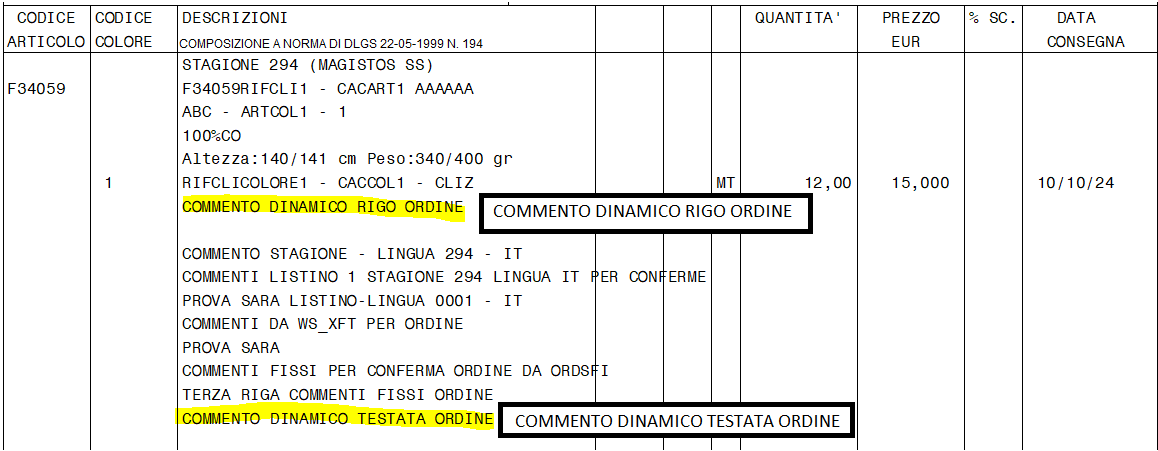 CODICE CODICE DESCRIZIONI QUANTITA' PREZZO % SC. DATA
ARTICOLO COLORE COMPOSIZIONE A NORMA DI DLGS 22-05-1999 N. 194 EUR CONSEGNA
STAGIONE 294 (MAGISTOS SS)
F34059 F34059RIFCLI1 - CACART1 AAAAAA
ABC - ARTCOL1 - 1
100%CO
Altezza:140/141 cm Peso:340/400 gr
1 RIFCLICOLORE1 - CACCOL1 - CLIZ MT 12,00 15,000 10/10/24
COMMENTO DINAMICO RIGO ORDINE COMMENTO DINAMICO RIGO ORDINE
COMMENTO STAGIONE - LINGUA 294 - IT
COMMENTI LISTINO 1 STAGIONE 294 LINGUA IT PER CONFERME
PROVA SARA LISTINO-LINGUA 0001 - IT
COMMENTI DA WS_XFT PER ORDINE
PROVA SARA
COMMENTI FISSI PER CONFERMA ORDINE DA ORDSFI
TERZA RIGA COMMENTI FISSI ORDINE
COMMENTO DINAMICO TESTATA ORDINE COMMENTO DINAMICO TESTATA ORDINE